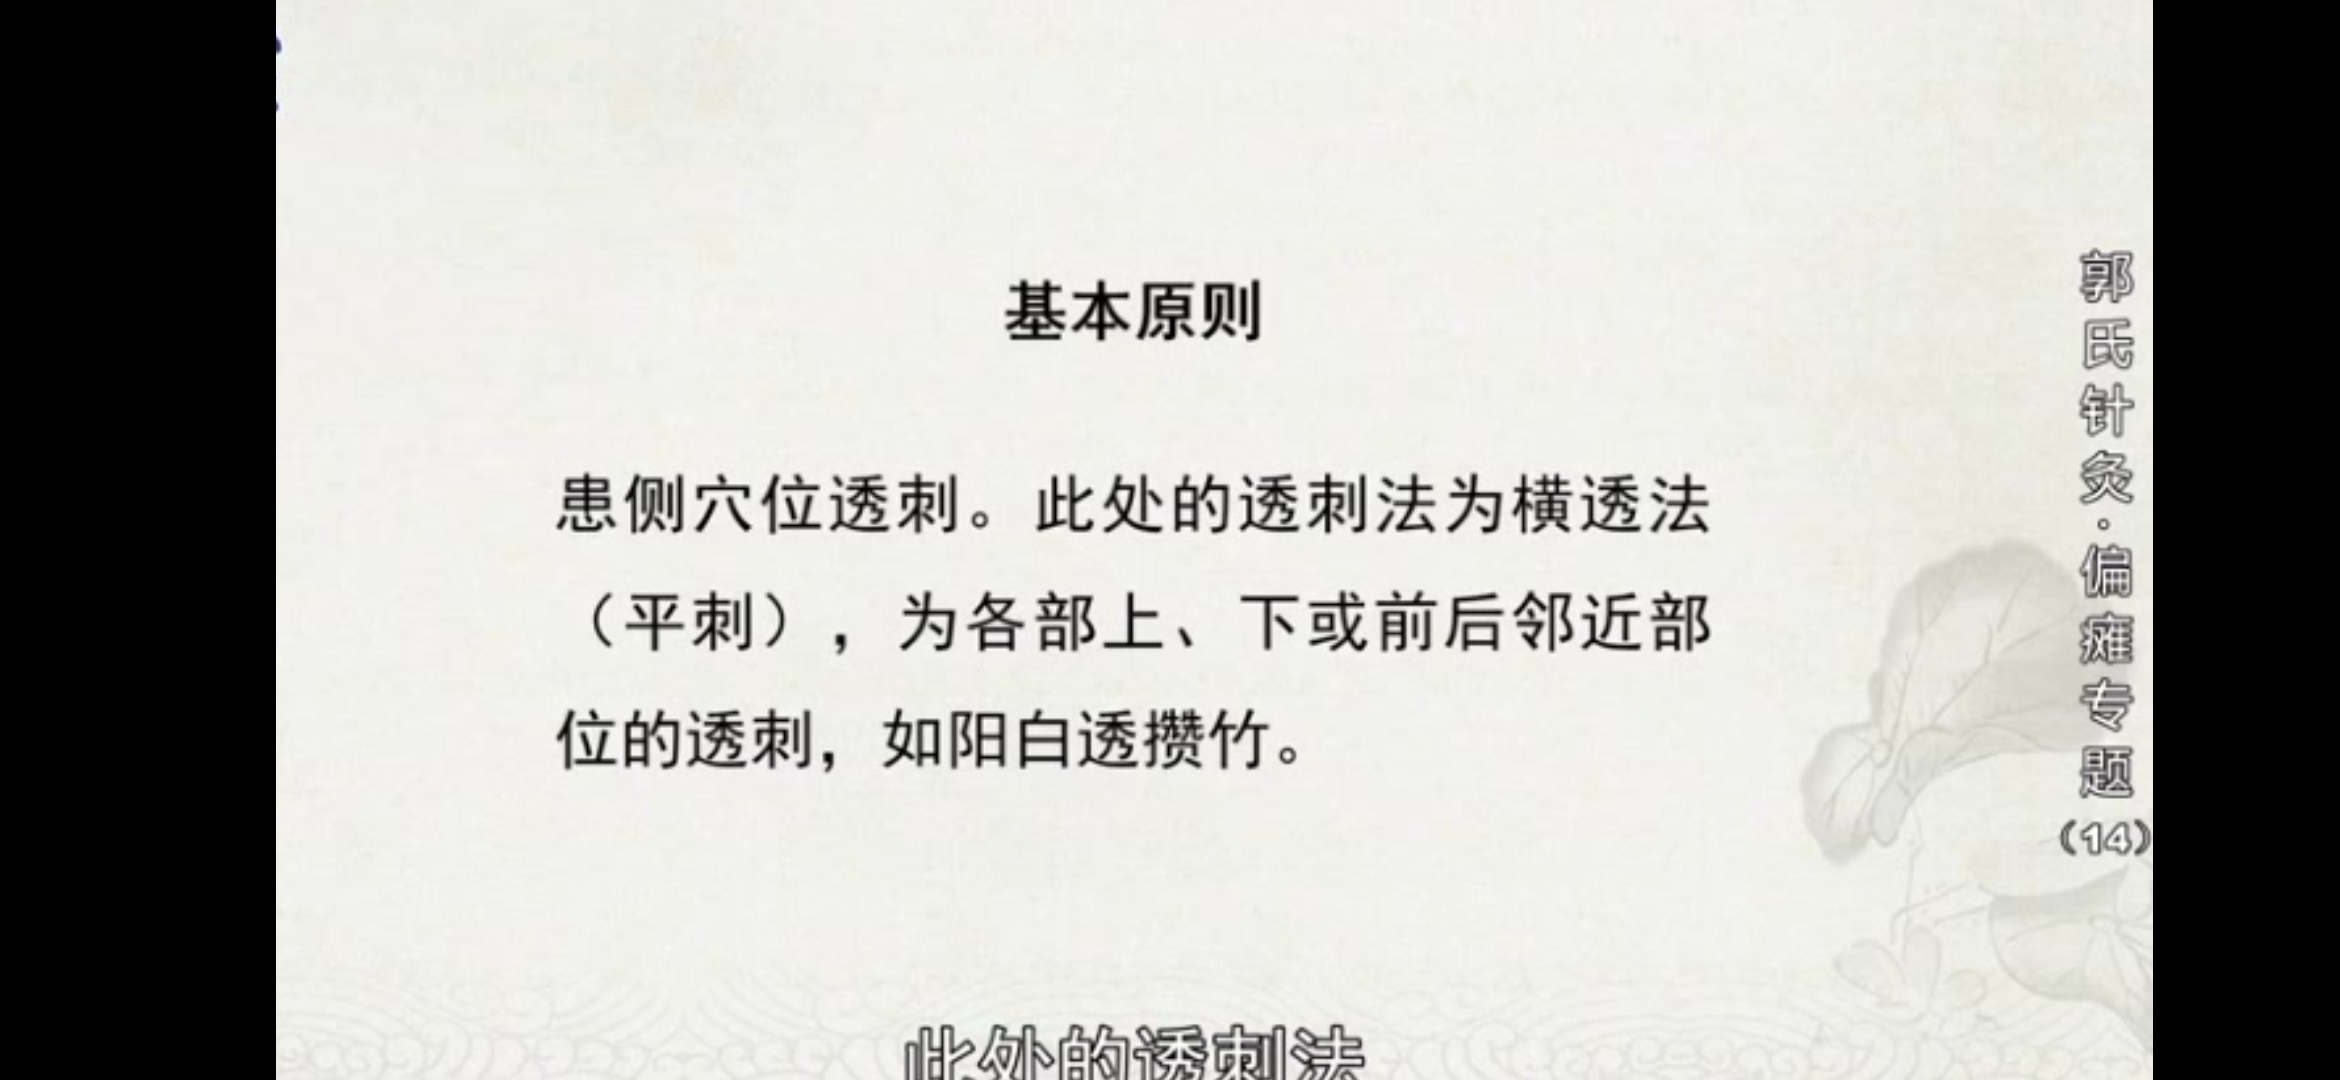 基本原则
患侧穴位透刺。此处的透刺法为横透法
（平刺），为各部上、下或前后邻近部
位的透刺，如阳白透攒竹。
郭氏针灸·偏瘫专题(14)
此处的透刺法